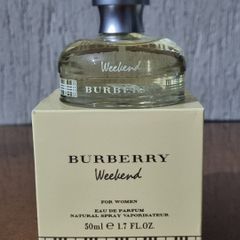 Weekend
BURBERRY
BURBERRY
Weekend
FOR WOMEN
EAU DE PARFUM
NATURAL SPRAY VAPORISATEUR
50ml ℮ 1.7 FL.OZ.